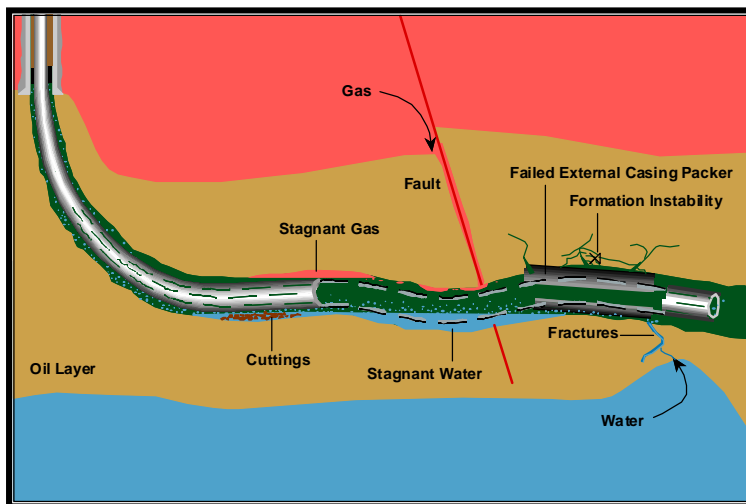 Gas
Fault
Failed External Casing Packer
Formation Instability
Stagnant Gas
Cuttings
Fractures
Oil Layer
Stagnant Water
Water